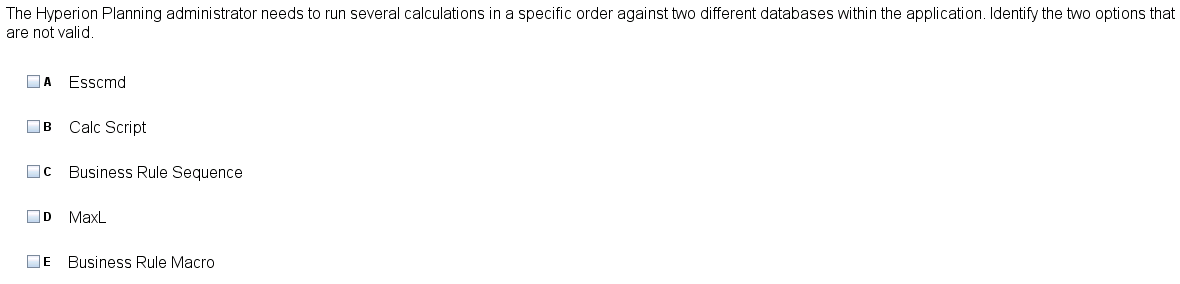 The Hyperion Planning administrator needs to run several calculations in a specific order against two different databases within the application. Identify the two options that
are not valid.
A Esscmd
B Calc Script
C Business Rule Sequence
D MaxL
E Business Rule Macro